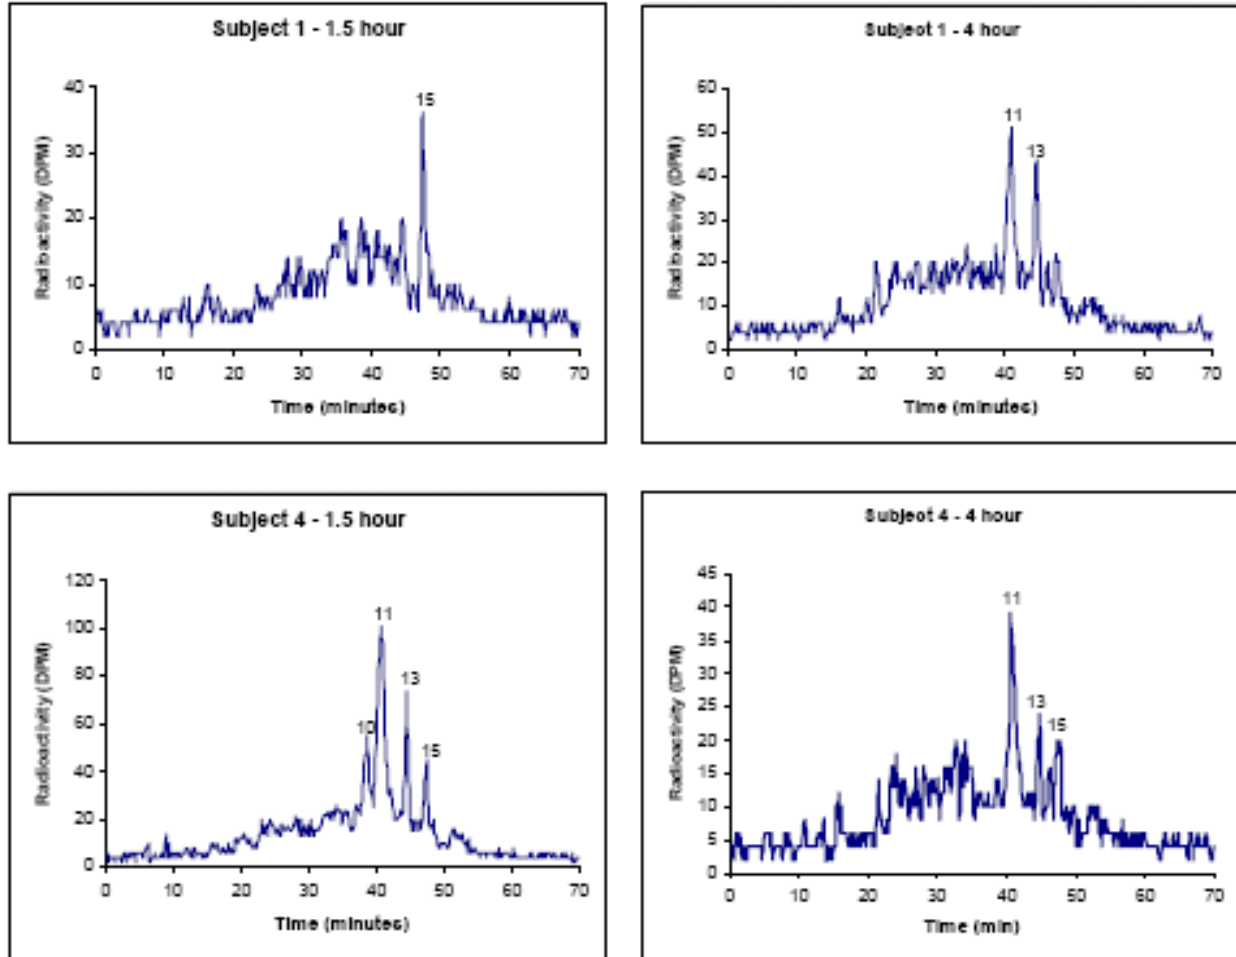 Subject 1 - 1.5 hour
40
30
20
10
0
Radioactivity (DPM)
15
0 10 20 30 40 50 60 70
Time (minutes)
Subject 1 - 4 hour
60
50
40
30
20
10
0
Radioactivity (DPM)
11
13
0 10 20 30 40 50 60 70
Time (minutes)
Subject 4 - 1.5 hour
120
100
80
60
40
20
0
Radioactivity (DPM)
11
13
10
15
0 10 20 30 40 50 60 70
Time (minutes)
Subject 4 - 4 hour
45
40
35
30
25
20
15
10
5
0
Radioactivity (DPM)
11
13
15
0 10 20 30 40 50 60 70
Time (min)